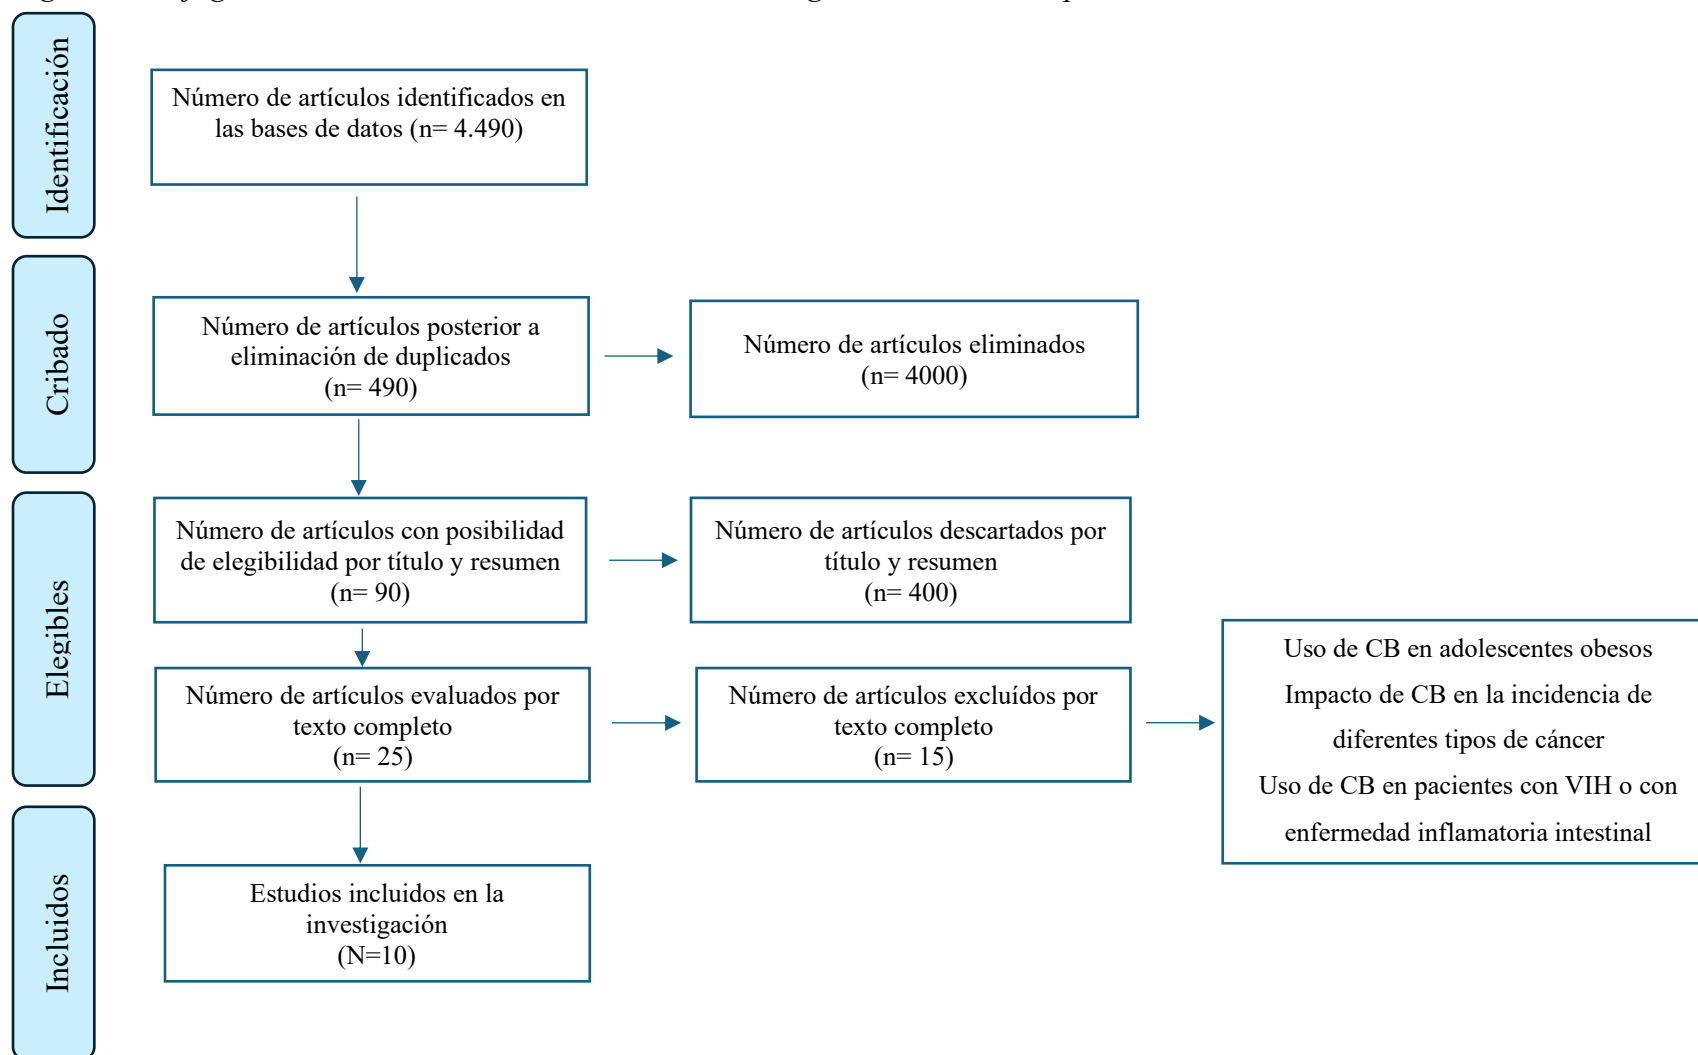 Identificación
Número de artículos identificados en
las bases de datos (n= 4.490)
Cribado
Número de artículos posterior a
eliminación de duplicados
(n= 490)
Número de artículos eliminados
(n= 4000)
Elegibles
Número de artículos con posibilidad
de elegibilidad por título y resumen
(n= 90)
Número de artículos descartados por
título y resumen
(n= 400)
Número de artículos evaluados por
texto completo
(n= 25)
Número de artículos excluídos por
texto completo
(n= 15)
Uso de CB en adolescentes obesos
Impacto de CB en la incidencia de
diferentes tipos de cáncer
Uso de CB en pacientes con VIH o con
enfermedad inflamatoria intestinal
Incluidos
Estudios incluidos en la
investigación
(N=10)